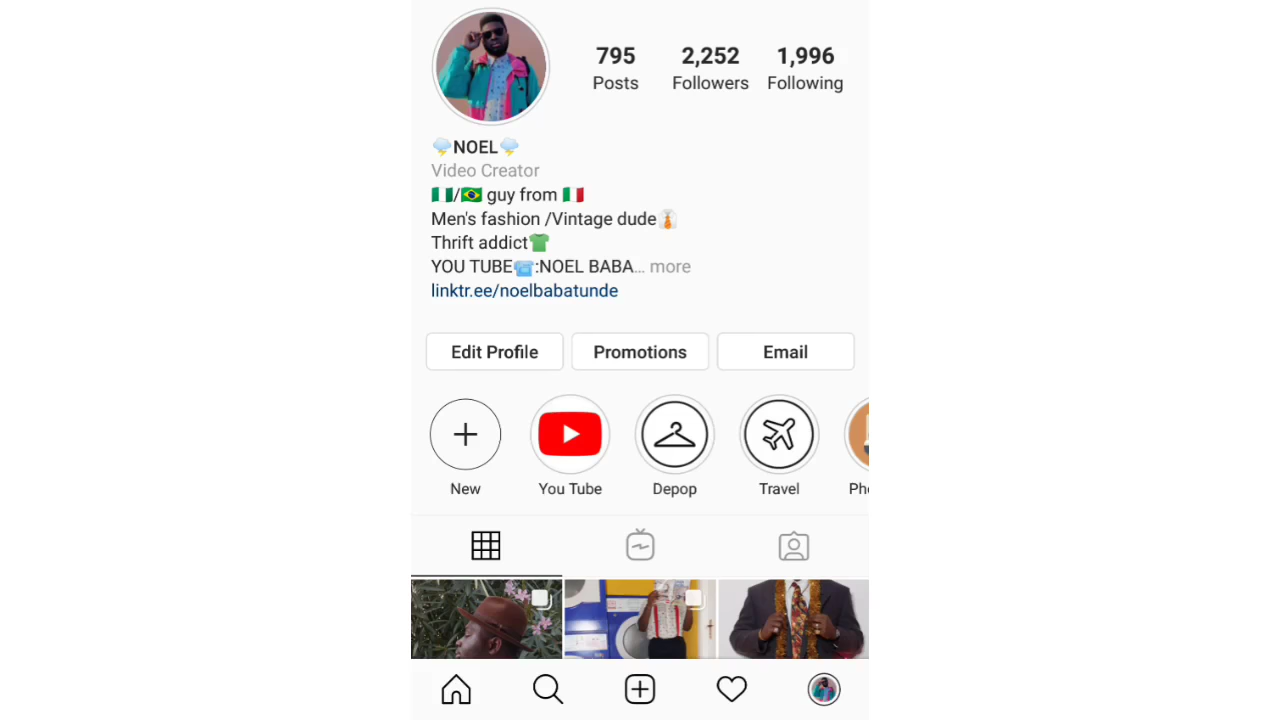 795 2,252 1,996
Posts Followers Following
🌩️NOEL🌩️
Video Creator
🇳🇬/🇧🇷 guy from 🇮🇹
Men's fashion /Vintage dude👔
Thrift addict👕
YOU TUBE:NOEL BABA... more
linktr.ee/noelbabatunde
Edit Profile Promotions Email
New You Tube Depop Travel